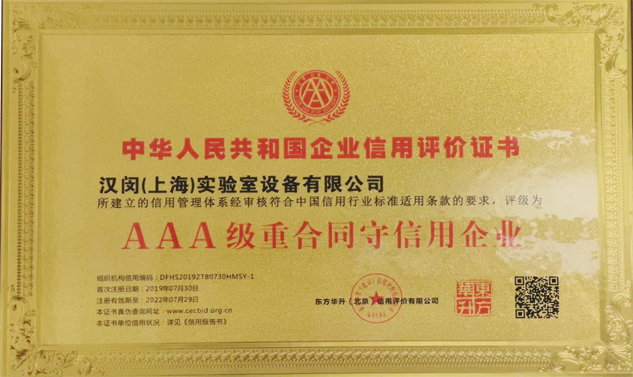 中华人民共和国企业信用评价证书
汉闵(上海)实验室设备有限公司
所建立的信用管理体系经审核符合中国信用行业标准适用条款的要求，评级为
AAA级重合同守信用企业
组织机构信用编码：DFHS2019ZTB0730HMSY-1
首次注册日期：2019年07月30日
注册有效期至：2022年07月29日
本证书真伪查询网址：www.cecbid.org.cn
本证书单位信用状况：详见《信用报告书》
东方华升（北京）信用评价有限公司
東方
華升